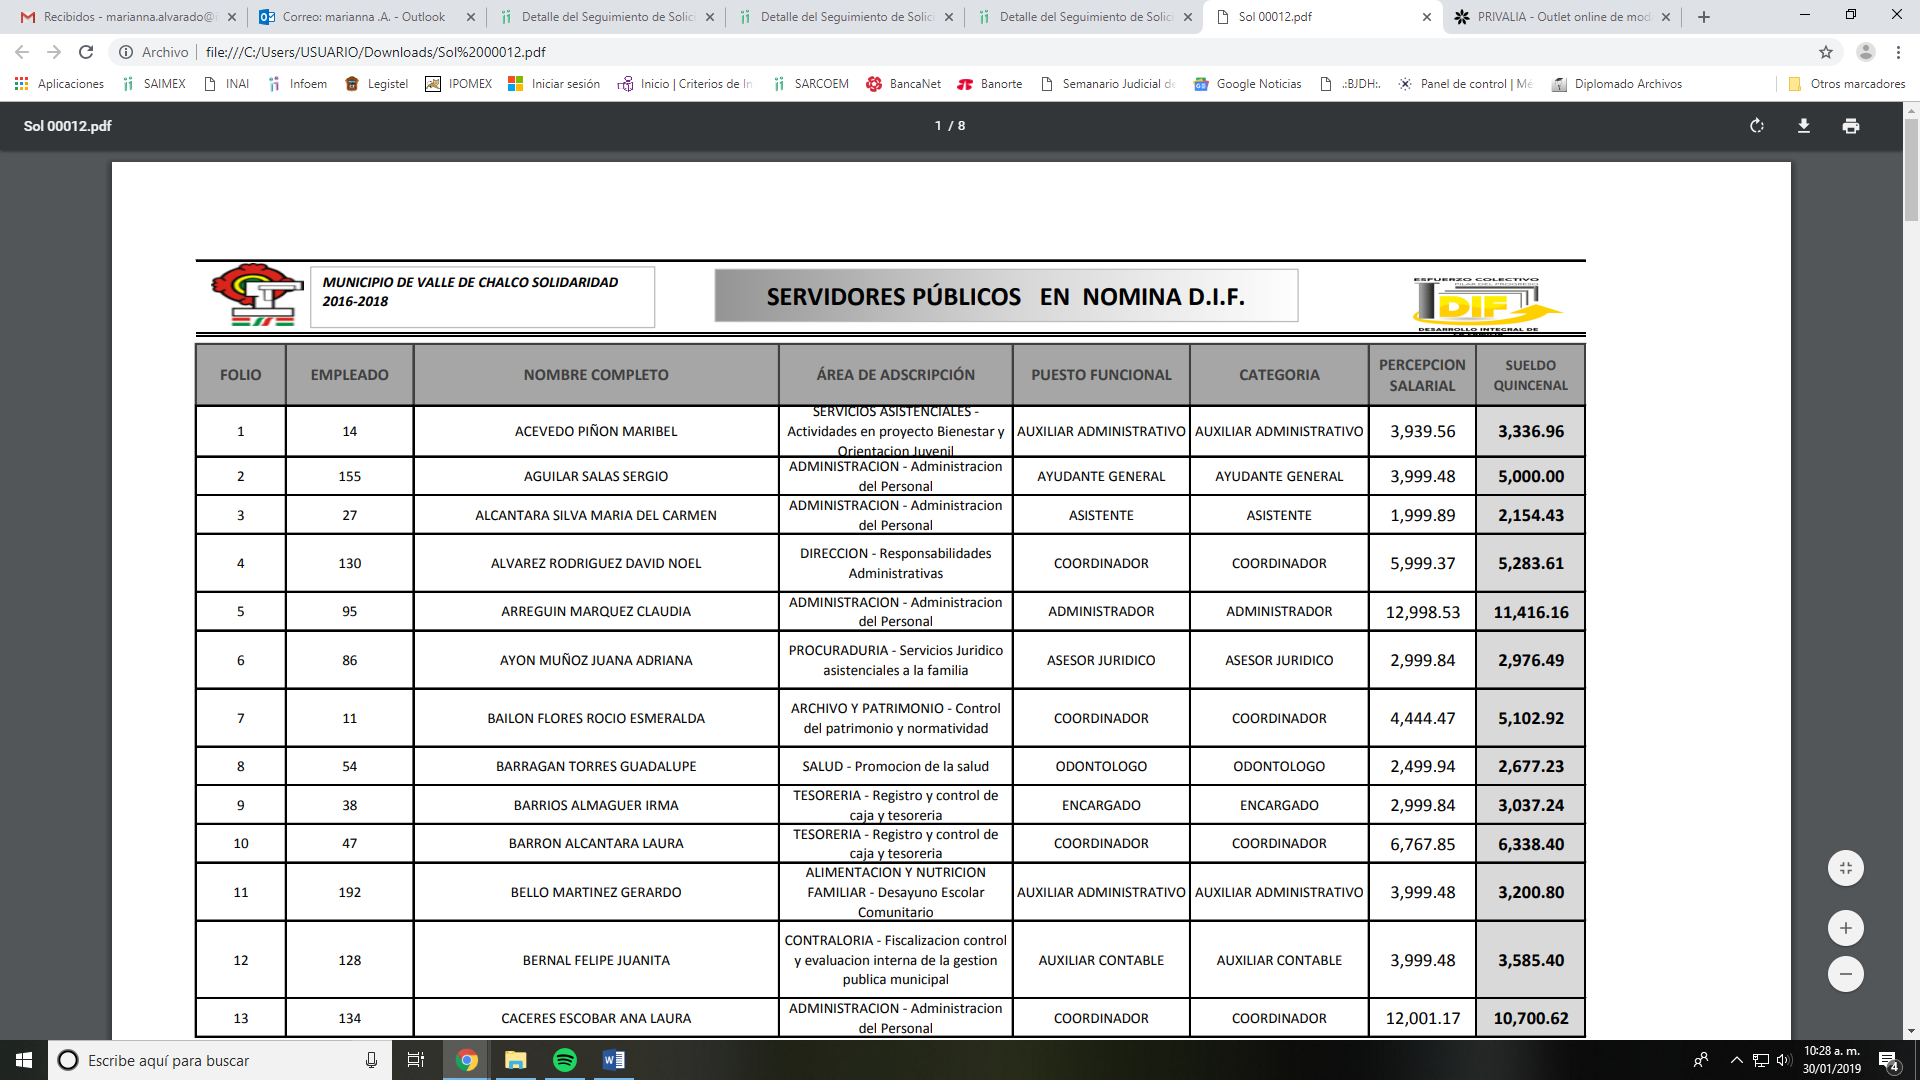 Recibidos - marianna.alvarado@i
Correo: marianna .A. - Outlook
Detalle del Seguimiento de Solici
Detalle del Seguimiento de Solici
Detalle del Seguimiento de Solici
Sol 00012.pdf
PRIVALIA - Outlet online de mod
Archivo
file:///C:/Users/USUARIO/Downloads/Sol%2000012.pdf
Aplicaciones
SAIMEX
INAI
Infoem
Legistel
IPOMEX
Iniciar sesión
Inicio | Criterios de In
SARCOEM
BancaNet
Banorte
Semanario Judicial de
Google Noticias
.:BJDH:.
Panel de control | Mé
Diplomado Archivos
Otros marcadores
Sol 00012.pdf
1 / 8
MUNICIPIO DE VALLE DE CHALCO SOLIDARIDAD
2016-2018
SERVIDORES PÚBLICOS EN NOMINA D.I.F.
ESFUERZO COLECTIVO
PILAR DEL PROGRESO
DIF
DESARROLLO INTEGRAL DE
FOLIO EMPLEADO NOMBRE COMPLETO ÁREA DE ADSCRIPCIÓN PUESTO FUNCIONAL CATEGORIA PERCEPCION SALARIAL SUELDO QUINCENAL
1 14 ACEVEDO PIÑON MARIBEL SERVICIOS ASISTENCIALES - Actividades en proyecto Bienestar y Orientacion Juvenil AUXILIAR ADMINISTRATIVO AUXILIAR ADMINISTRATIVO 3,939.56 3,336.96
2 155 AGUILAR SALAS SERGIO ADMINISTRACION - Administracion del Personal AYUDANTE GENERAL AYUDANTE GENERAL 3,999.48 5,000.00
3 27 ALCANTARA SILVA MARIA DEL CARMEN ADMINISTRACION - Administracion del Personal ASISTENTE ASISTENTE 1,999.89 2,154.43
4 130 ALVAREZ RODRIGUEZ DAVID NOEL DIRECCION - Responsabilidades Administrativas COORDINADOR COORDINADOR 5,999.37 5,283.61
5 95 ARREGUIN MARQUEZ CLAUDIA ADMINISTRACION - Administracion del Personal ADMINISTRADOR ADMINISTRADOR 12,998.53 11,416.16
6 86 AYON MUÑOZ JUANA ADRIANA PROCURADURIA - Servicios Juridico asistenciales a la familia ASESOR JURIDICO ASESOR JURIDICO 2,999.84 2,976.49
7 11 BAILON FLORES ROCIO ESMERALDA ARCHIVO Y PATRIMONIO - Control del patrimonio y normatividad COORDINADOR COORDINADOR 4,444.47 5,102.92
8 54 BARRAGAN TORRES GUADALUPE SALUD - Promocion de la salud ODONTOLOGO ODONTOLOGO 2,499.94 2,677.23
9 38 BARRIOS ALMAGUER IRMA TESORERIA - Registro y control de caja y tesoreria ENCARGADO ENCARGADO 2,999.84 3,037.24
10 47 BARRON ALCANTARA LAURA TESORERIA - Registro y control de caja y tesoreria COORDINADOR COORDINADOR 6,767.85 6,338.40
11 192 BELLO MARTINEZ GERARDO ALIMENTACION Y NUTRICION FAMILIAR - Desayuno Escolar Comunitario AUXILIAR ADMINISTRATIVO AUXILIAR ADMINISTRATIVO 3,999.48 3,200.80
12 128 BERNAL FELIPE JUANITA CONTRALORIA - Fiscalizacion control y evaluacion interna de la gestion publica municipal AUXILIAR CONTABLE AUXILIAR CONTABLE 3,999.48 3,585.40
13 134 CACERES ESCOBAR ANA LAURA ADMINISTRACION - Administracion del Personal COORDINADOR COORDINADOR 12,001.17 10,700.62
Escribe aquí para buscar
10:28 a. m.
30/01/2019
4